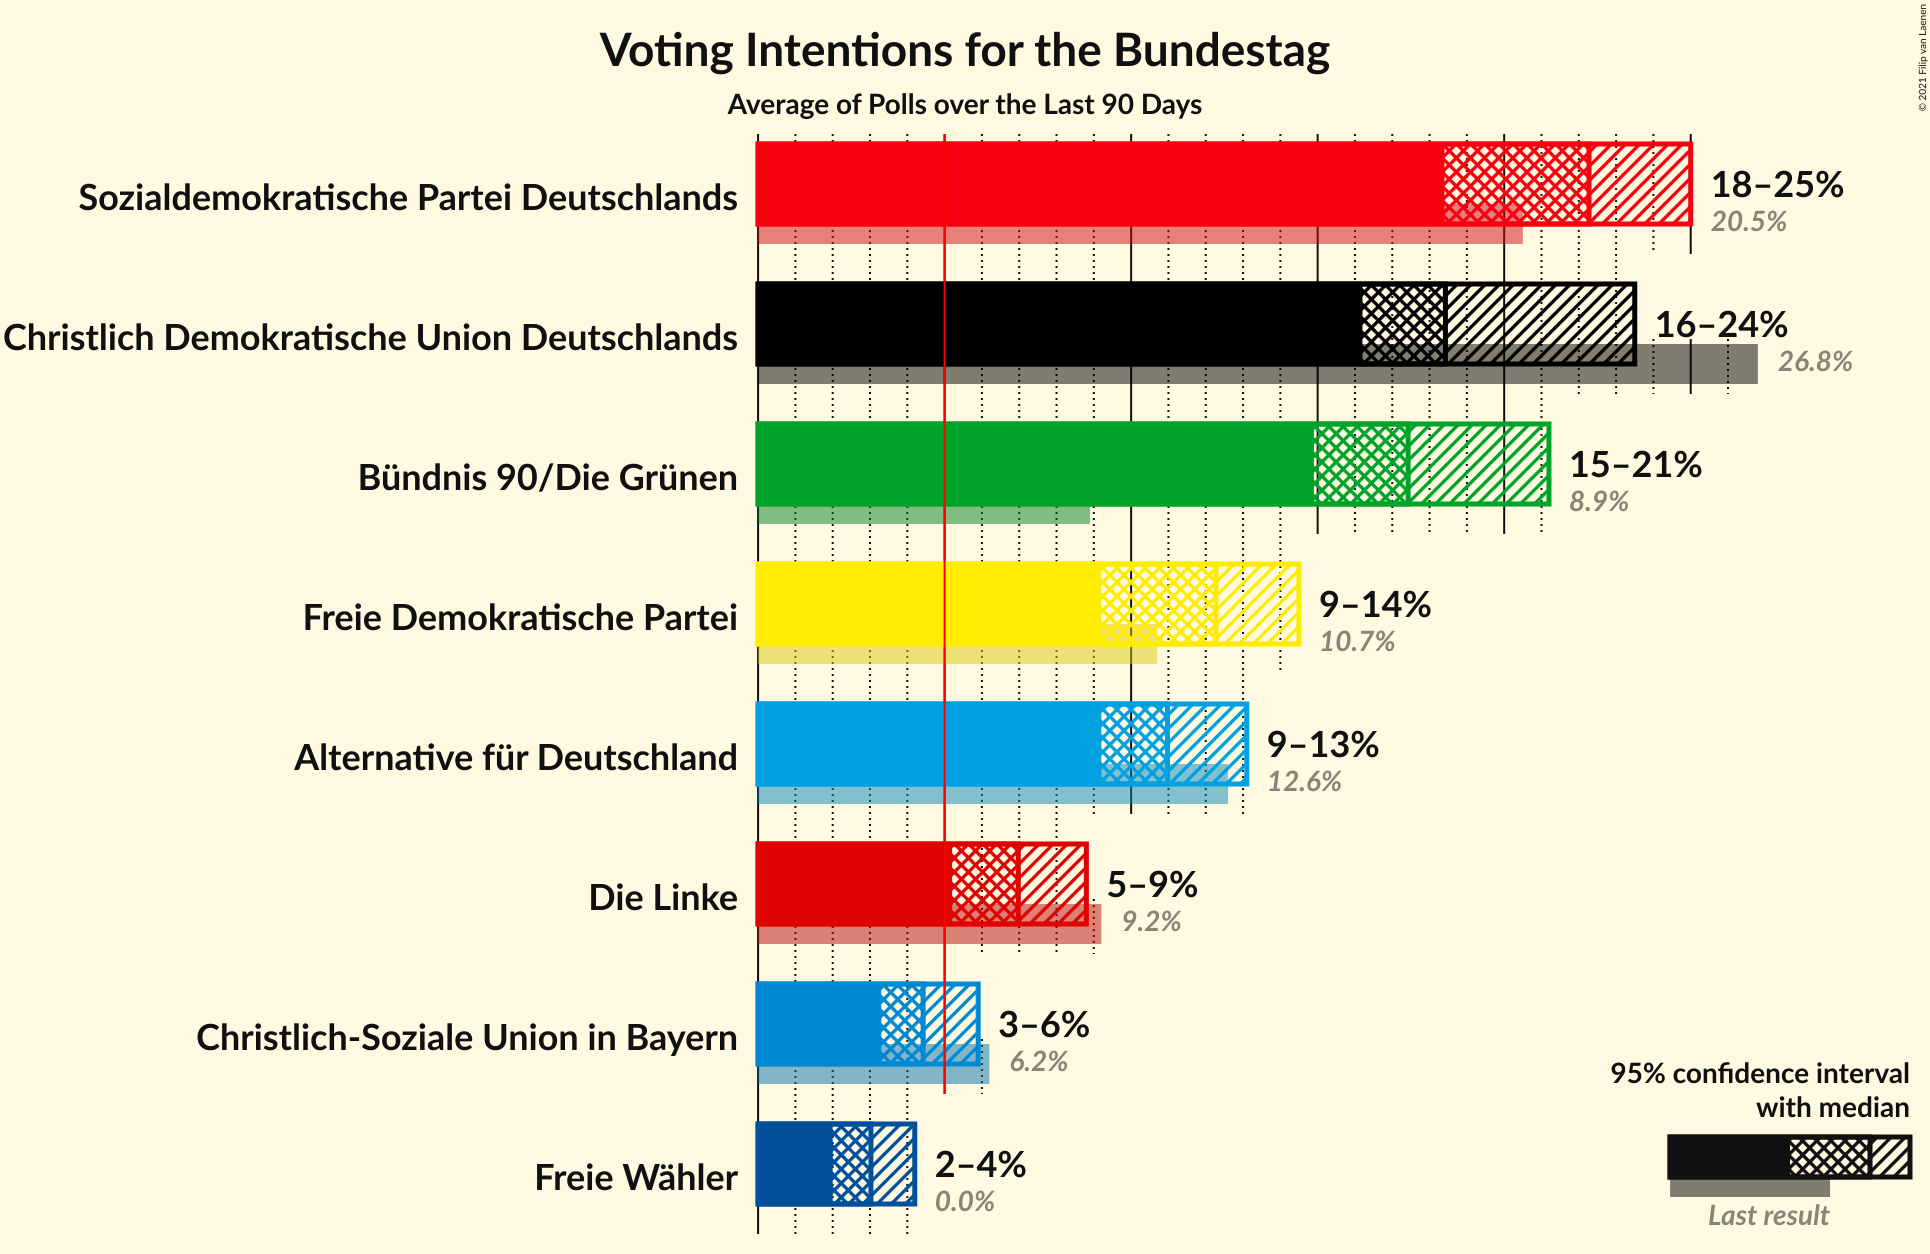 Voting Intentions for the Bundestag
Average of Polls over the Last 90 Days
© 2021 Filip van Laenen
Sozialdemokratische Partei Deutschlands
18–25%
20.5%
Christlich Demokratische Union Deutschlands
16–24%
26.8%
Bündnis 90/Die Grünen
15–21%
8.9%
Freie Demokratische Partei
9–14%
10.7%
Alternative für Deutschland
9–13%
12.6%
Die Linke
5–9%
9.2%
Christlich-Soziale Union in Bayern
3–6%
6.2%
Freie Wähler
2–4%
0.0%
95% confidence interval
with median
Last result